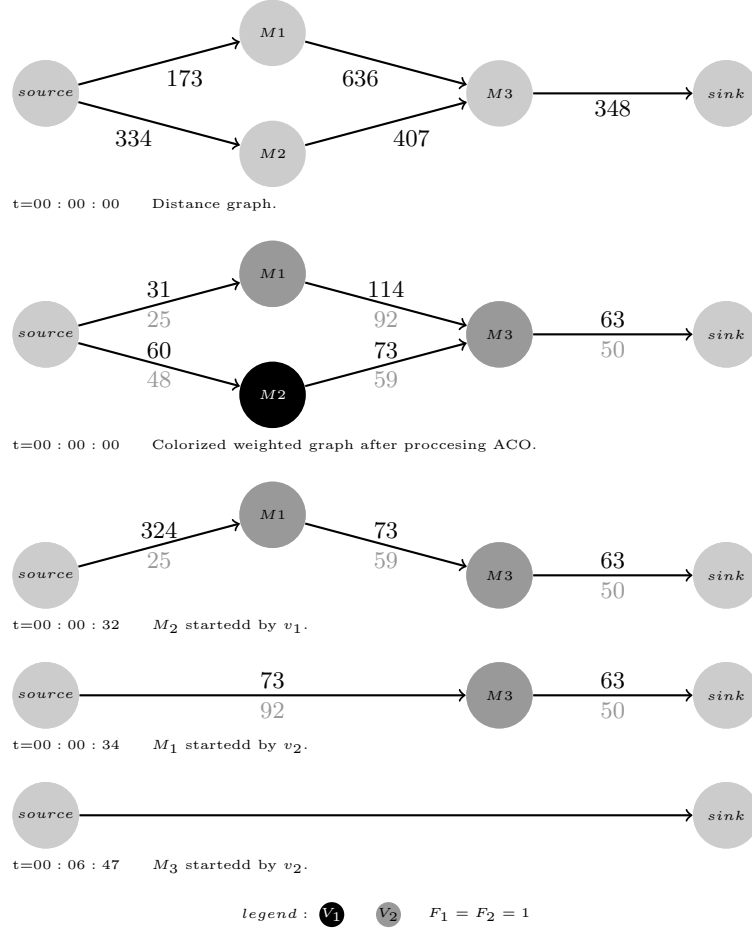 M1
173 636
source M3 sink
334 407 348
M2
t=00 : 00 : 00 Distance graph.
M1
31 114
25 92
source M3 63 sink
60 73 50
48 59
M2
t=00 : 00 : 00 Colorized weighted graph after proccesing ACO.
M1
324 73
25 59 63
source M3 50 sink
t=00 : 00 : 32 M2 startedd by v1.
73 63
source M3 sink
92 50
t=00 : 00 : 34 M1 startedd by v2.
source sink
t=00 : 06 : 47 M3 startedd by v2.
legend : V1 V2 F1 = F2 = 1